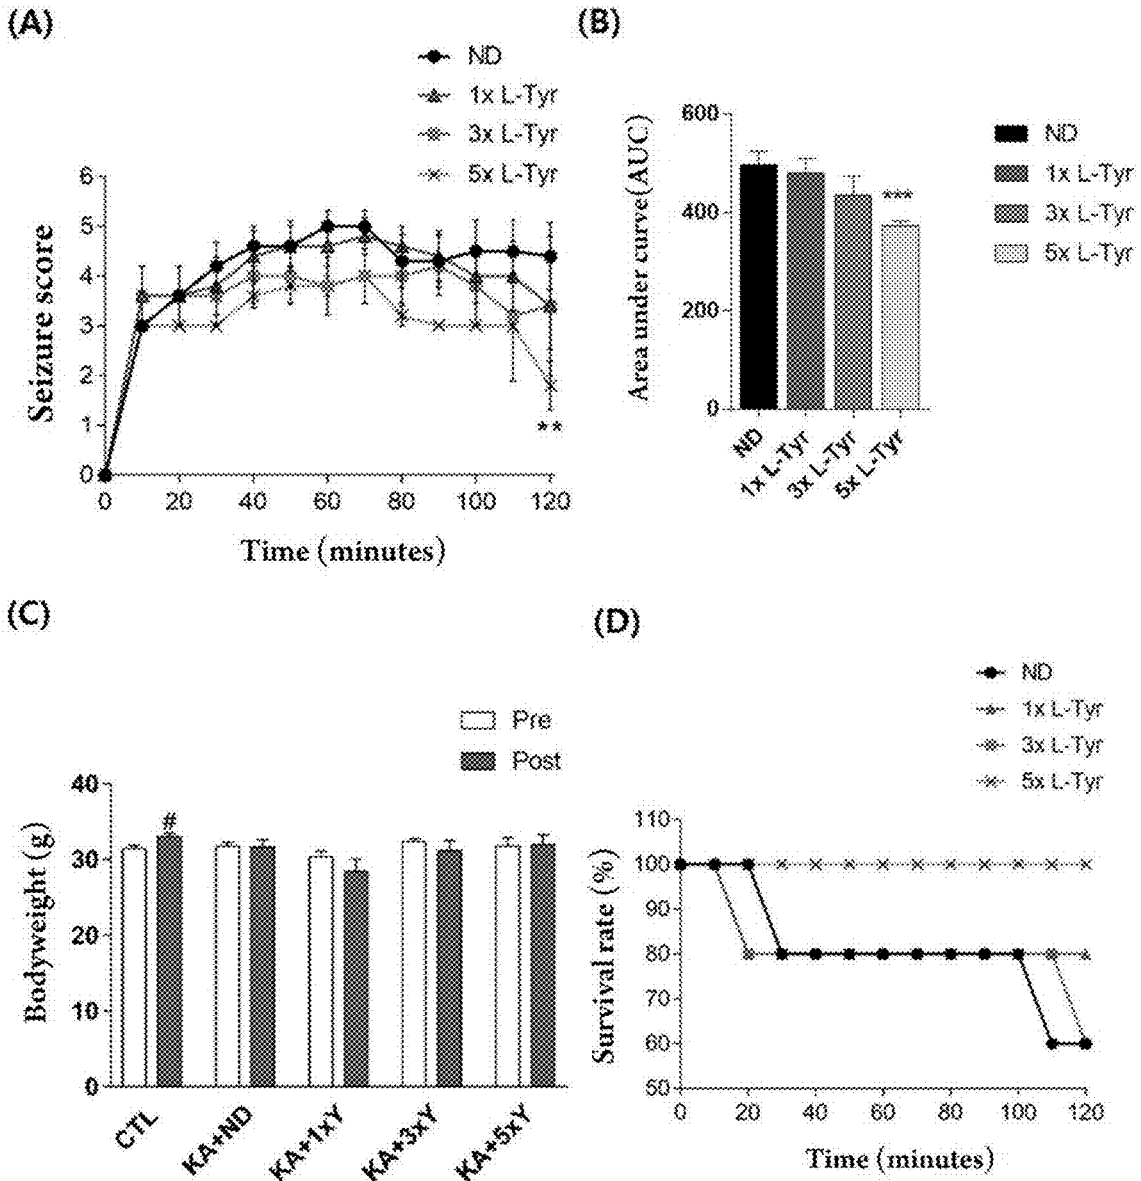 (A)
ND
1x L-Tyr
3x L-Tyr
5x L-Tyr
6
5
4
3
2
1
0
Seizure score
**
0 20 40 60 80 100 120
Time (minutes)
(B)
ND
1x L-Tyr
3x L-Tyr
5x L-Tyr
600
400
200
0
Area under curve(AUC)
***
ND 1x L-Tyr 3x L-Tyr 5x L-Tyr
(C)
Pre
Post
40
30
20
10
0
Bodyweight (g)
#
CTL KA+ND KA+1xY KA+3xY KA+5xY
(D)
ND
1x L-Tyr
3x L-Tyr
5x L-Tyr
110
100
90
80
70
60
50
Survival rate (%)
0 20 40 60 80 100 120
Time (minutes)